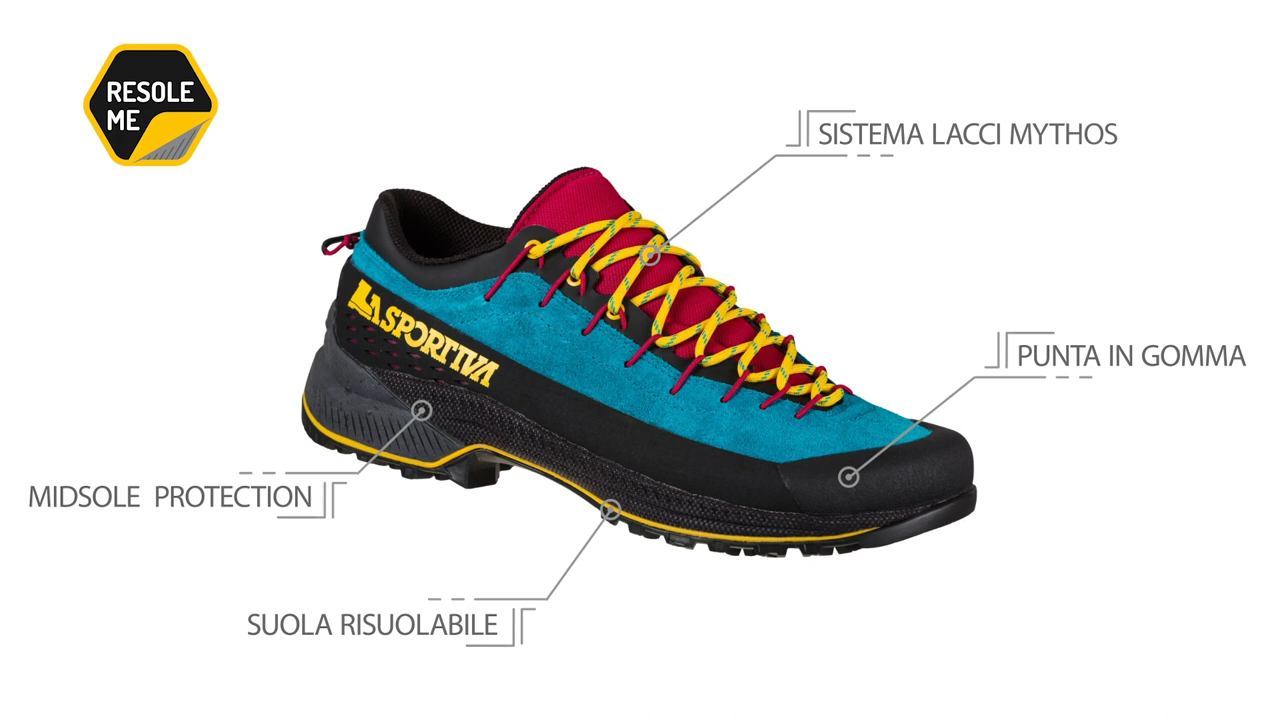 RESOLE
ME
SISTEMA LACCI MYTHOS
LA SPORTIVA
PUNTA IN GOMMA
MIDSOLE PROTECTION
SUOLA RISUOLABILE